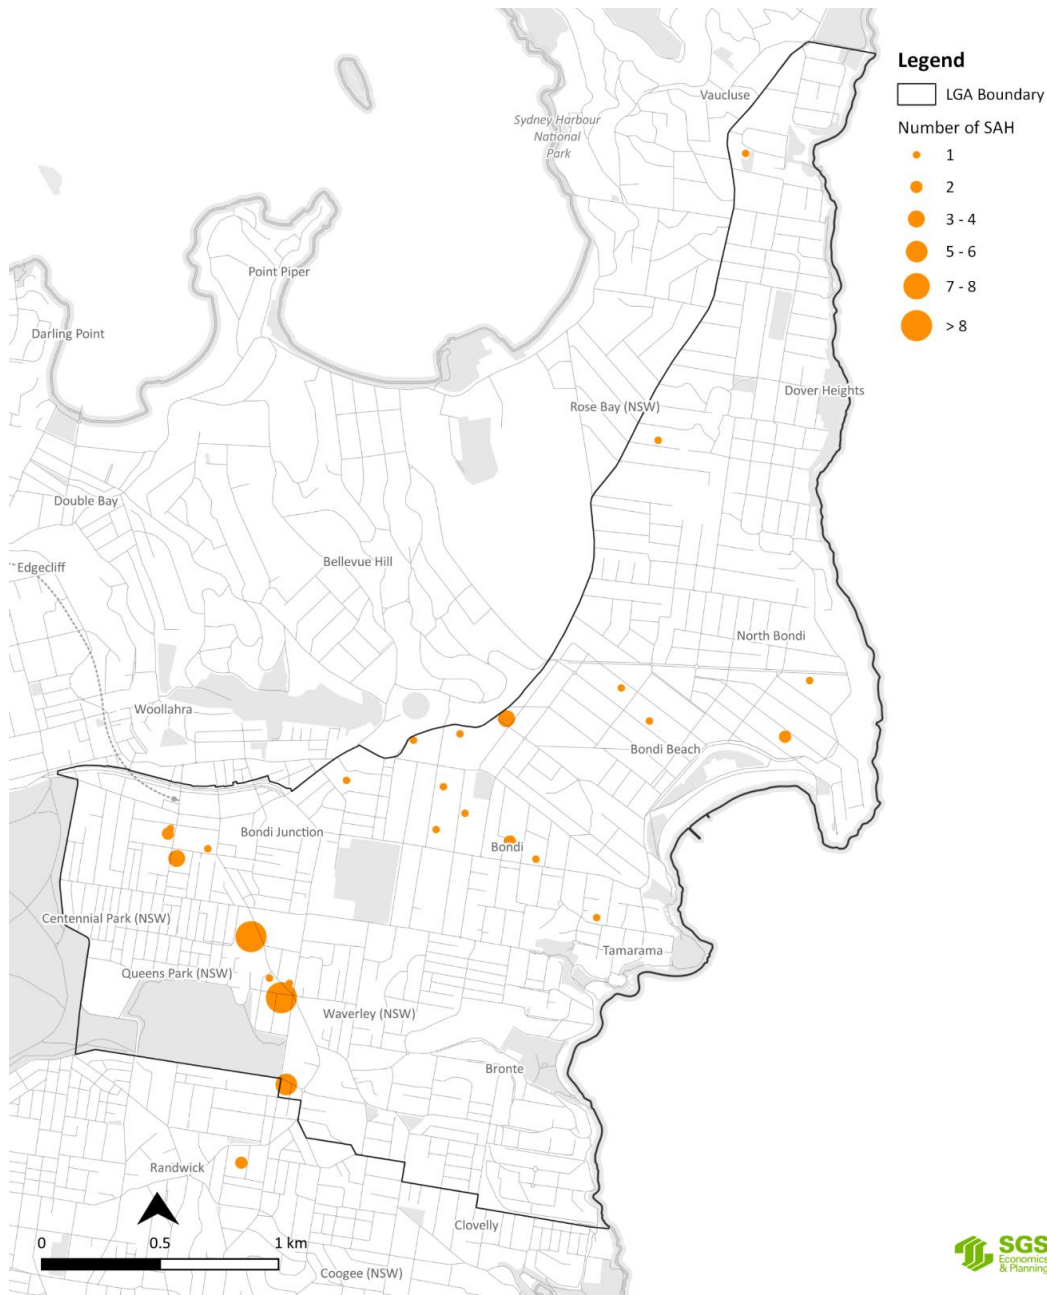 Legend
LGA Boundary
Number of SAH
1
2
3 - 4
5 - 6
7 - 8
> 8
Vaucluse
Sydney Harbour
National
Park
Point Piper
Darling Point
Dover Heights
Rose Bay (NSW)
Double Bay
Bellevue Hill
Edgecliff
North Bondi
Woollahra
Bondi Beach
Bondi Junction
Bondi
Centennial Park (NSW)
Tamarama
Queens Park (NSW)
Waverley (NSW)
Bronte
Randwick
Clovelly
0 0.5 1 km
Coogee (NSW)
SGS
Economics
& Planning